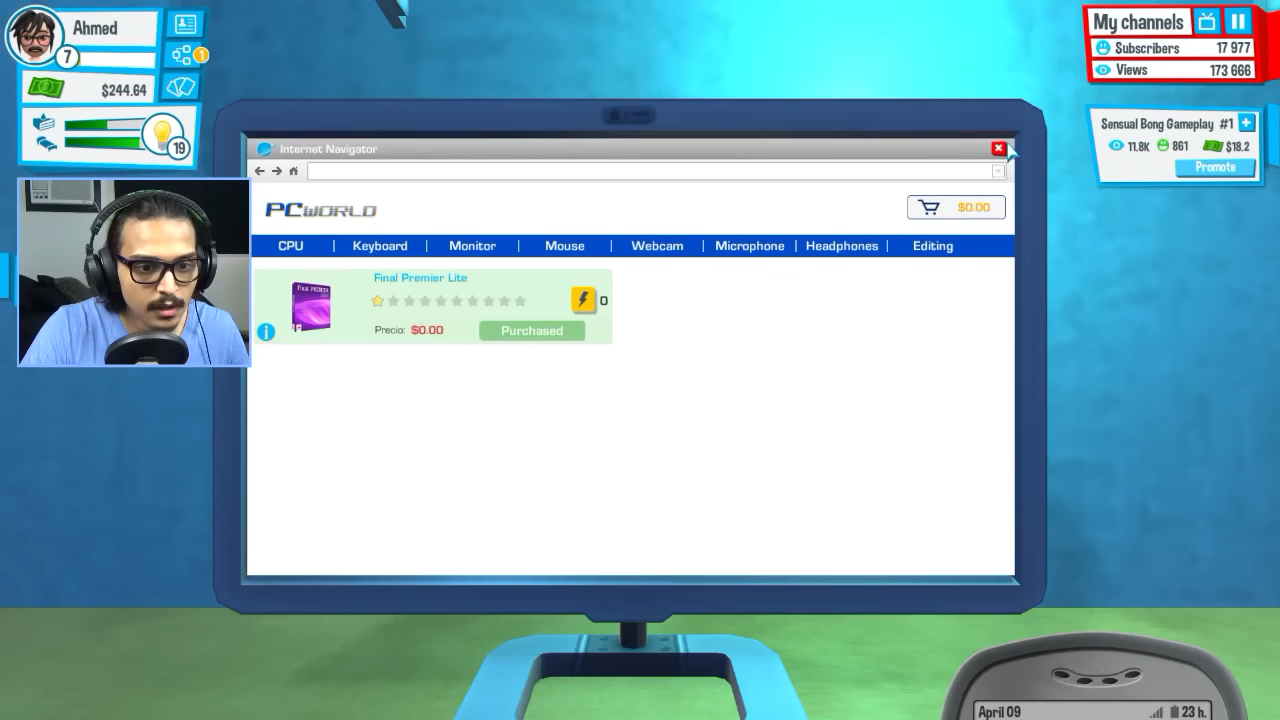 Ahmed
7
1
$244.64
19
My channels
Subscribers 17 977
Views 173 666
Sensual Bong Gameplay #1
11.8K 861 $18.2
Promote
Internet Navigator
PCWORLD
$0.00
CPU Keyboard Monitor Mouse Webcam Microphone Headphones Editing
Final Premier Lite
0
Precio: $0.00 Purchased
April 09 23 h.